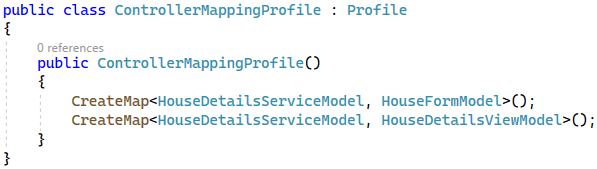 public class ControllerMappingProfile : Profile
{
0 references
public ControllerMappingProfile()
{
CreateMap<HouseDetailsServiceModel, HouseFormModel>();
CreateMap<HouseDetailsServiceModel, HouseDetailsViewModel>();
}
}